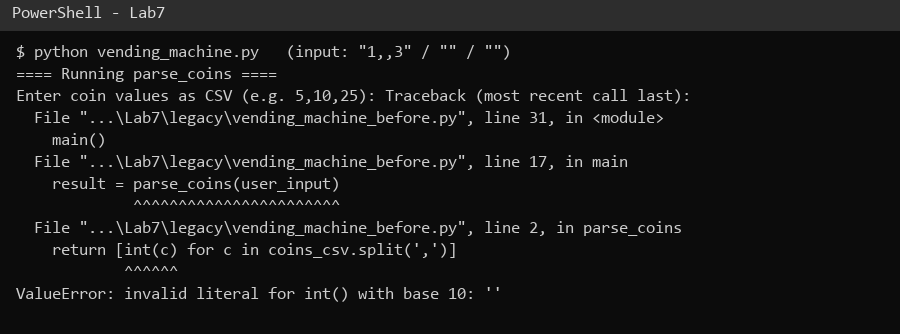 PowerShell - Lab7
$ python vending_machine.py   (input: "1,,3" / "" / "")
==== Running parse_coins ====
Enter coin values as CSV (e.g. 5,10,25): Traceback (most recent call last):
  File "...\Lab7\legacy\vending_machine_before.py", line 31, in <module>
    main()
  File "...\Lab7\legacy\vending_machine_before.py", line 17, in main
    result = parse_coins(user_input)
             ^^^^^^^^^^^^^^^^^^^^^^^
  File "...\Lab7\legacy\vending_machine_before.py", line 2, in parse_coins
    return [int(c) for c in coins_csv.split(',')]
            ^^^^^^
ValueError: invalid literal for int() with base 10: ''